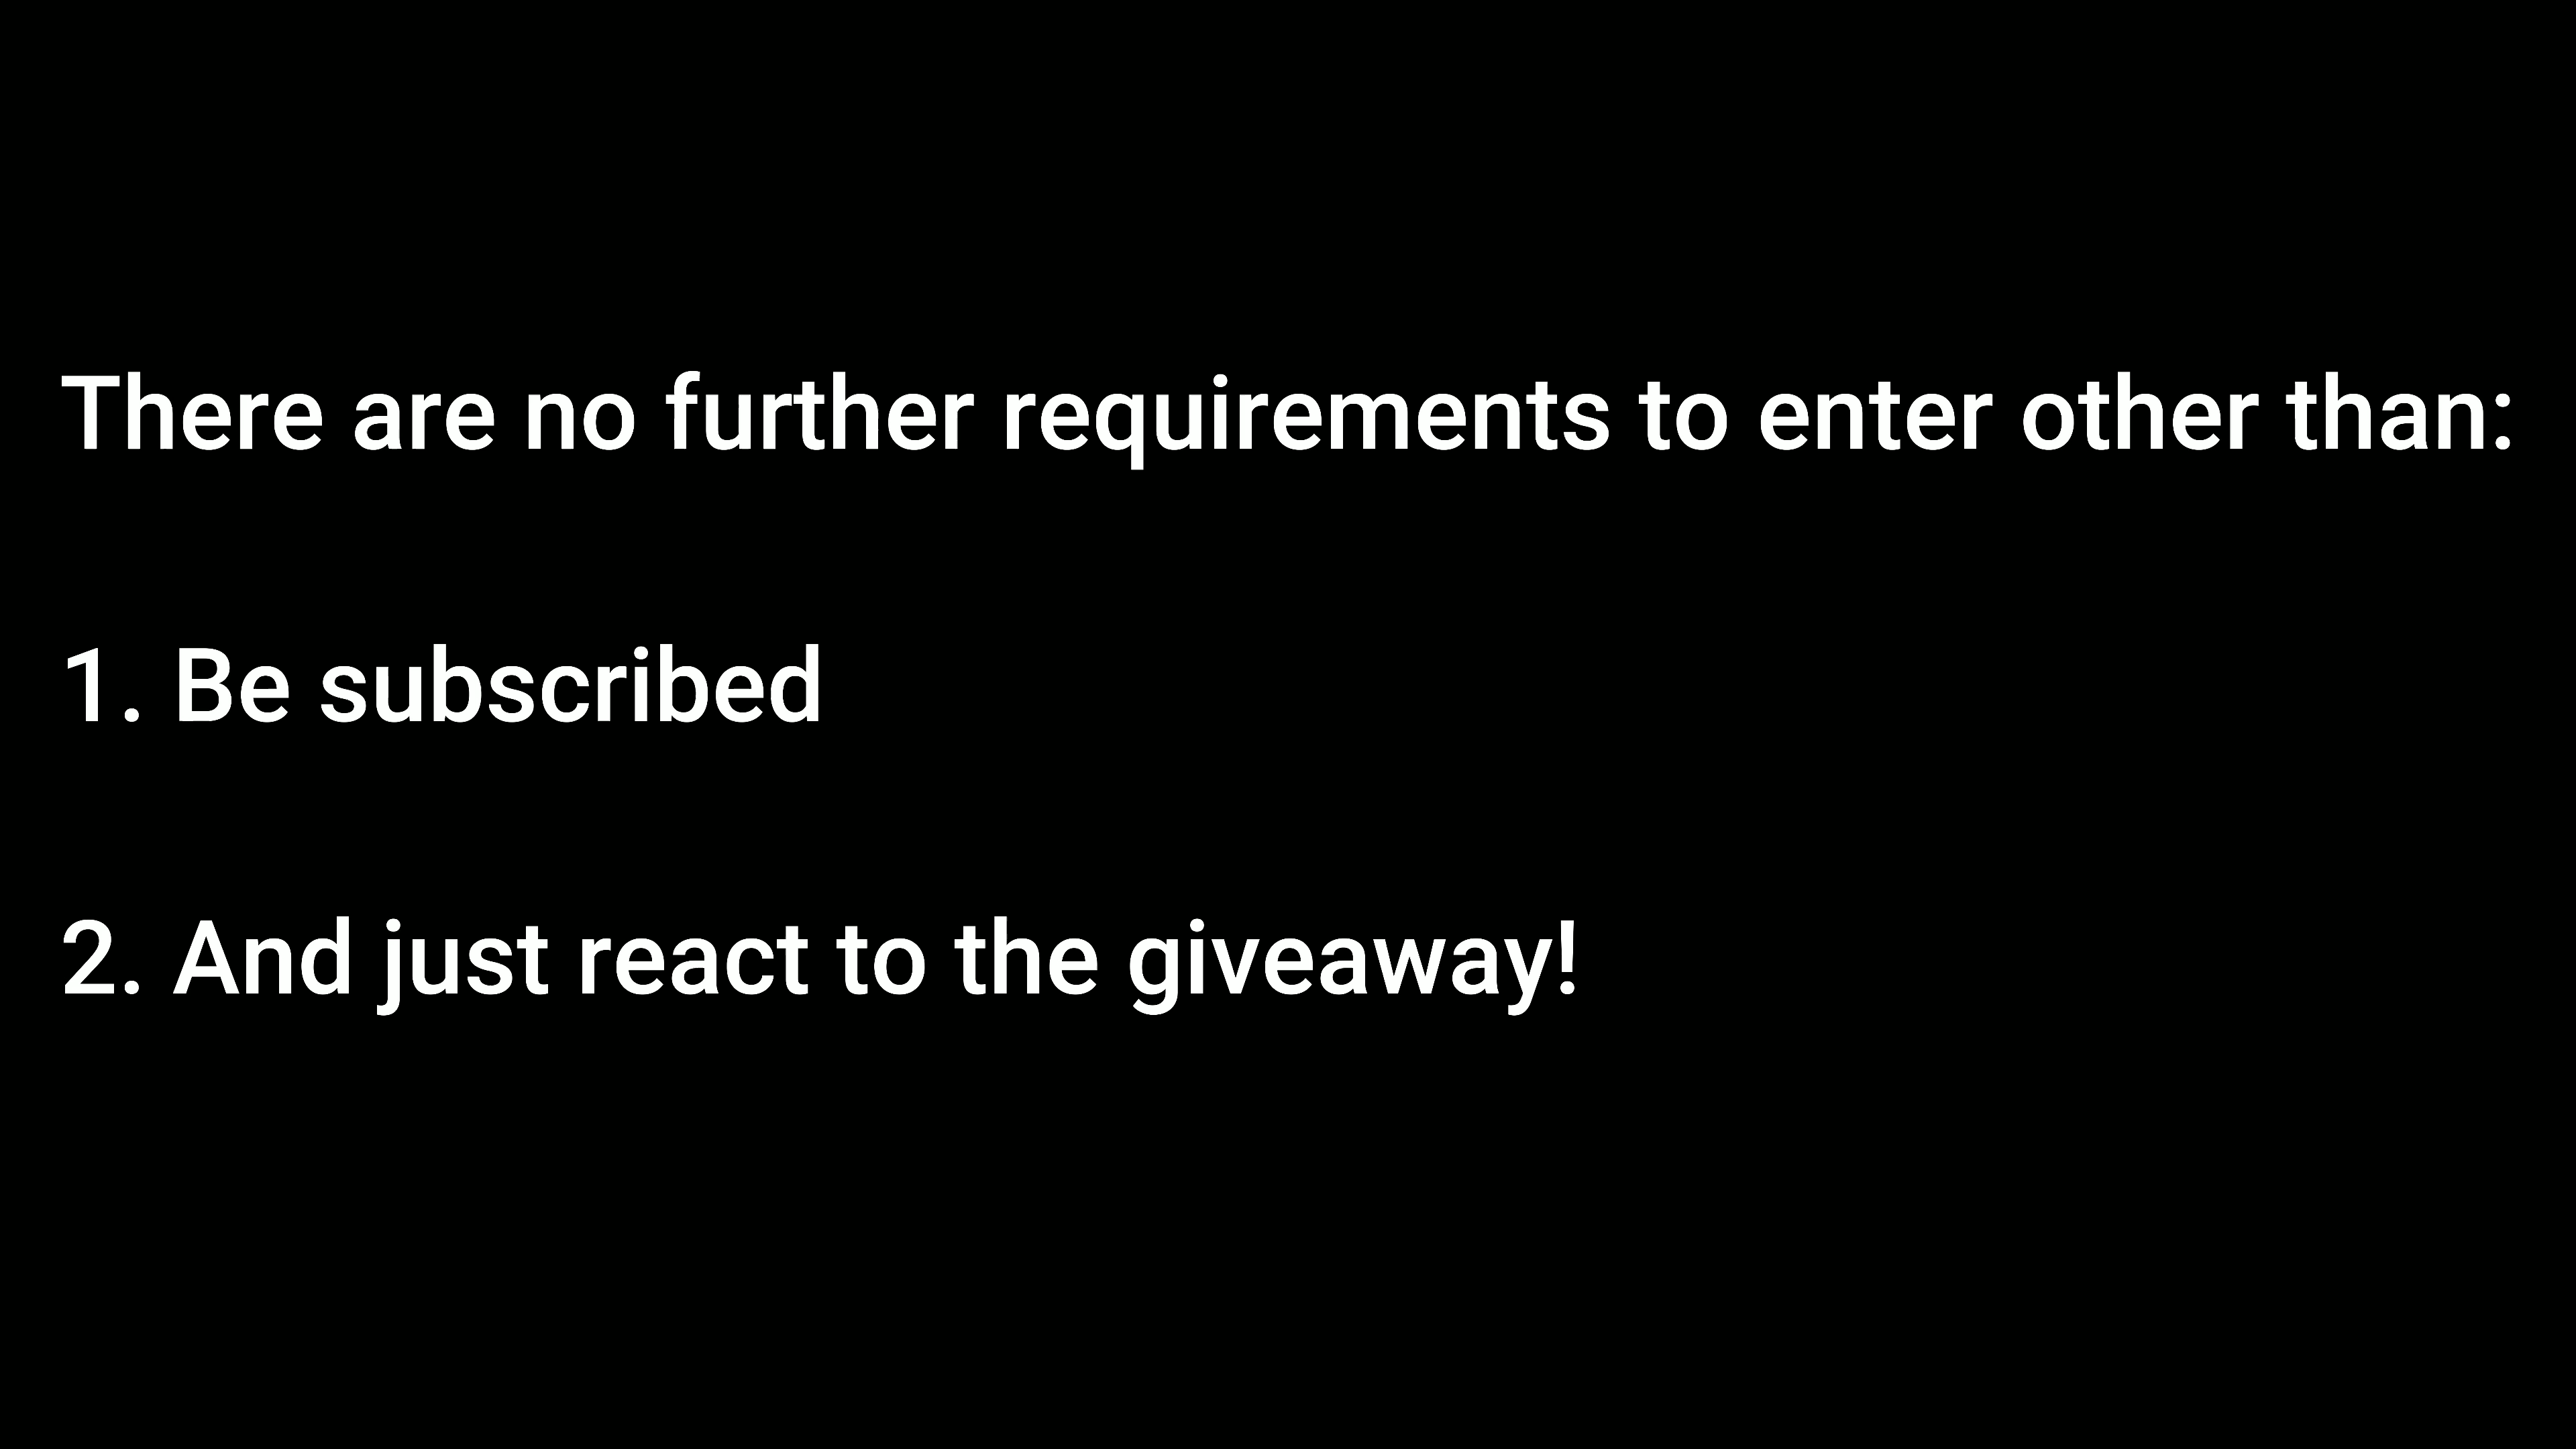 There are no further requirements to enter other than:
1. Be subscribed
2. And just react to the giveaway!